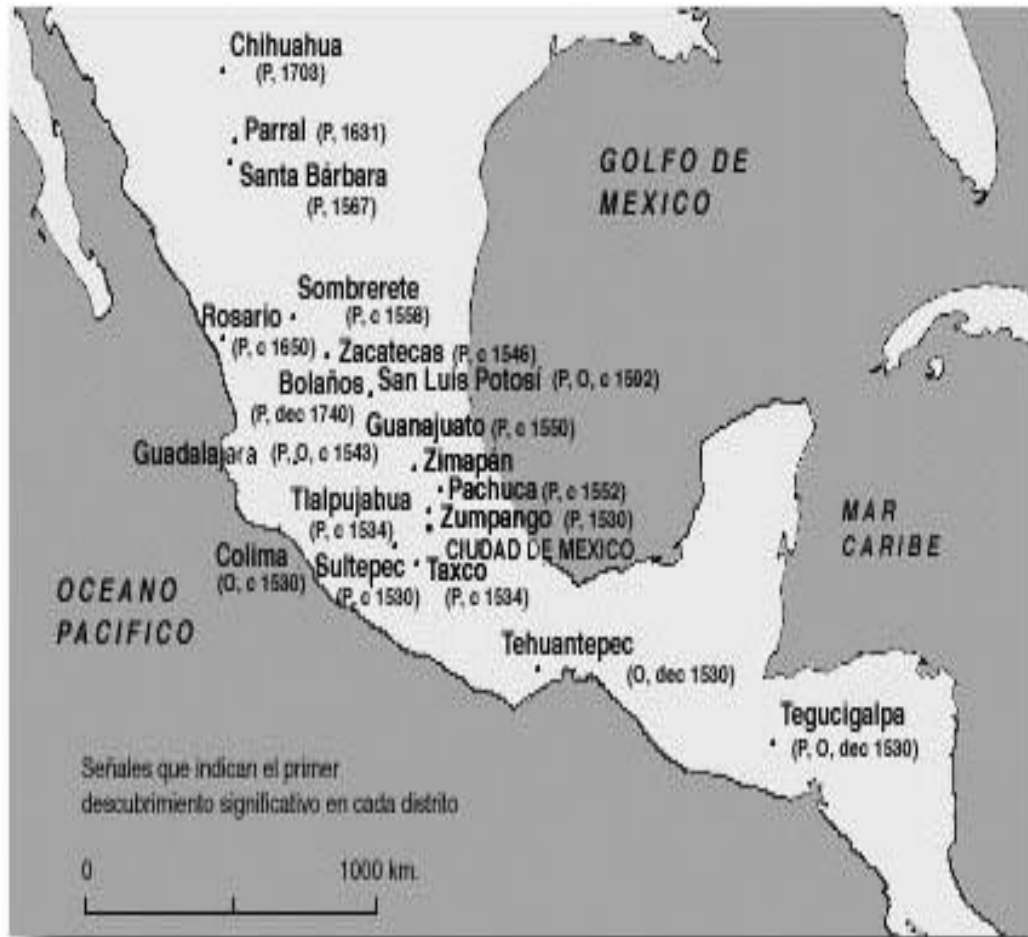 Chihuahua
(P, 1703)
Parral (P, 1631)
Santa Bárbara
(P, 1567)
GOLFO DE
MEXICO
Sombrerete
(P, c 1558)
Rosario
(P, c 1650)
Zacatecas (P, c 1546)
Bolaños
(P, dec 1740)
San Luis Potosí (P, O, c 1592)
Guanajuato (P, c 1550)
Guadalajara (P, O, c 1543)
Zimapán
Pachuca (P, c 1552)
Tlalpujahua
(P, c 1534)
Zumpango (P, 1530)
CIUDAD DE MEXICO
MAR
CARIBE
Colima
(O, c 1530)
Sultepec
(P, c 1530)
Taxco
(P, c 1534)
OCEANO
PACIFICO
Tehuantepec
(O, dec 1530)
Tegucigalpa
(P, O, dec 1530)
Señales que indican el primer
descubrimiento significativo en cada distrito
0 1000 km.